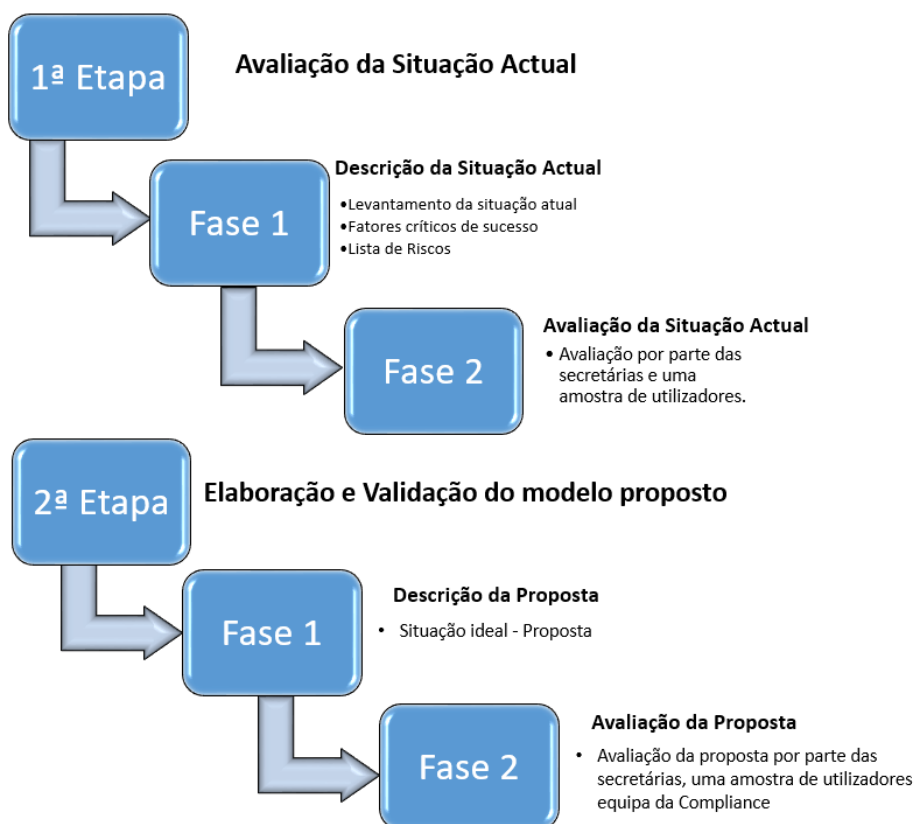 1ª Etapa
Avaliação da Situação Actual
Fase 1
Descrição da Situação Actual
•Levantamento da situação atual
•Fatores críticos de sucesso
•Lista de Riscos
Fase 2
Avaliação da Situação Actual
• Avaliação por parte das
secretárias e uma
amostra de utilizadores.
2ª Etapa
Elaboração e Validação do modelo proposto
Fase 1
Descrição da Proposta
• Situação ideal - Proposta
Fase 2
Avaliação da Proposta
• Avaliação da proposta por parte das
secretárias, uma amostra de utilizadores
equipa da Compliance